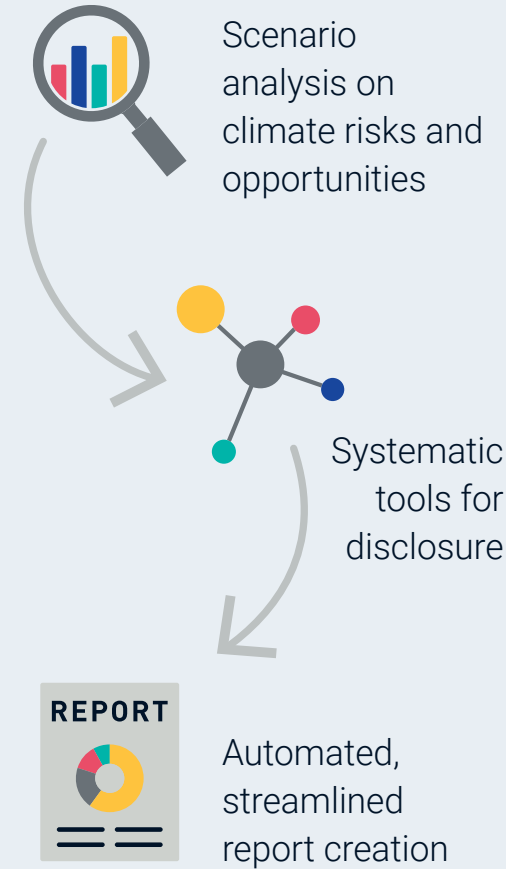 Scenario
analysis on
climate risks and
opportunities
Systematic
tools for
disclosure
REPORT
Automated,
streamlined
report creation